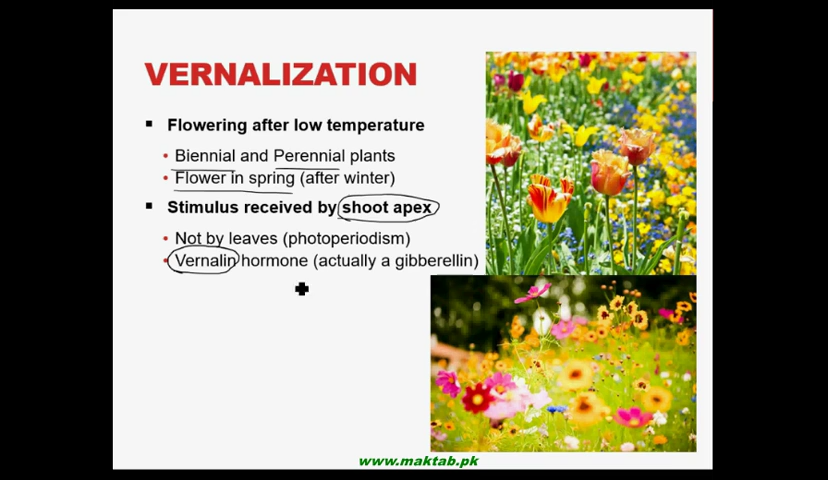 VERNALIZATION
▪ Flowering after low temperature
• Biennial and Perennial plants
• Flower in spring (after winter)
▪ Stimulus received by shoot apex
• Not by leaves (photoperiodism)
• Vernalin hormone (actually a gibberellin)
www.maktab.pk